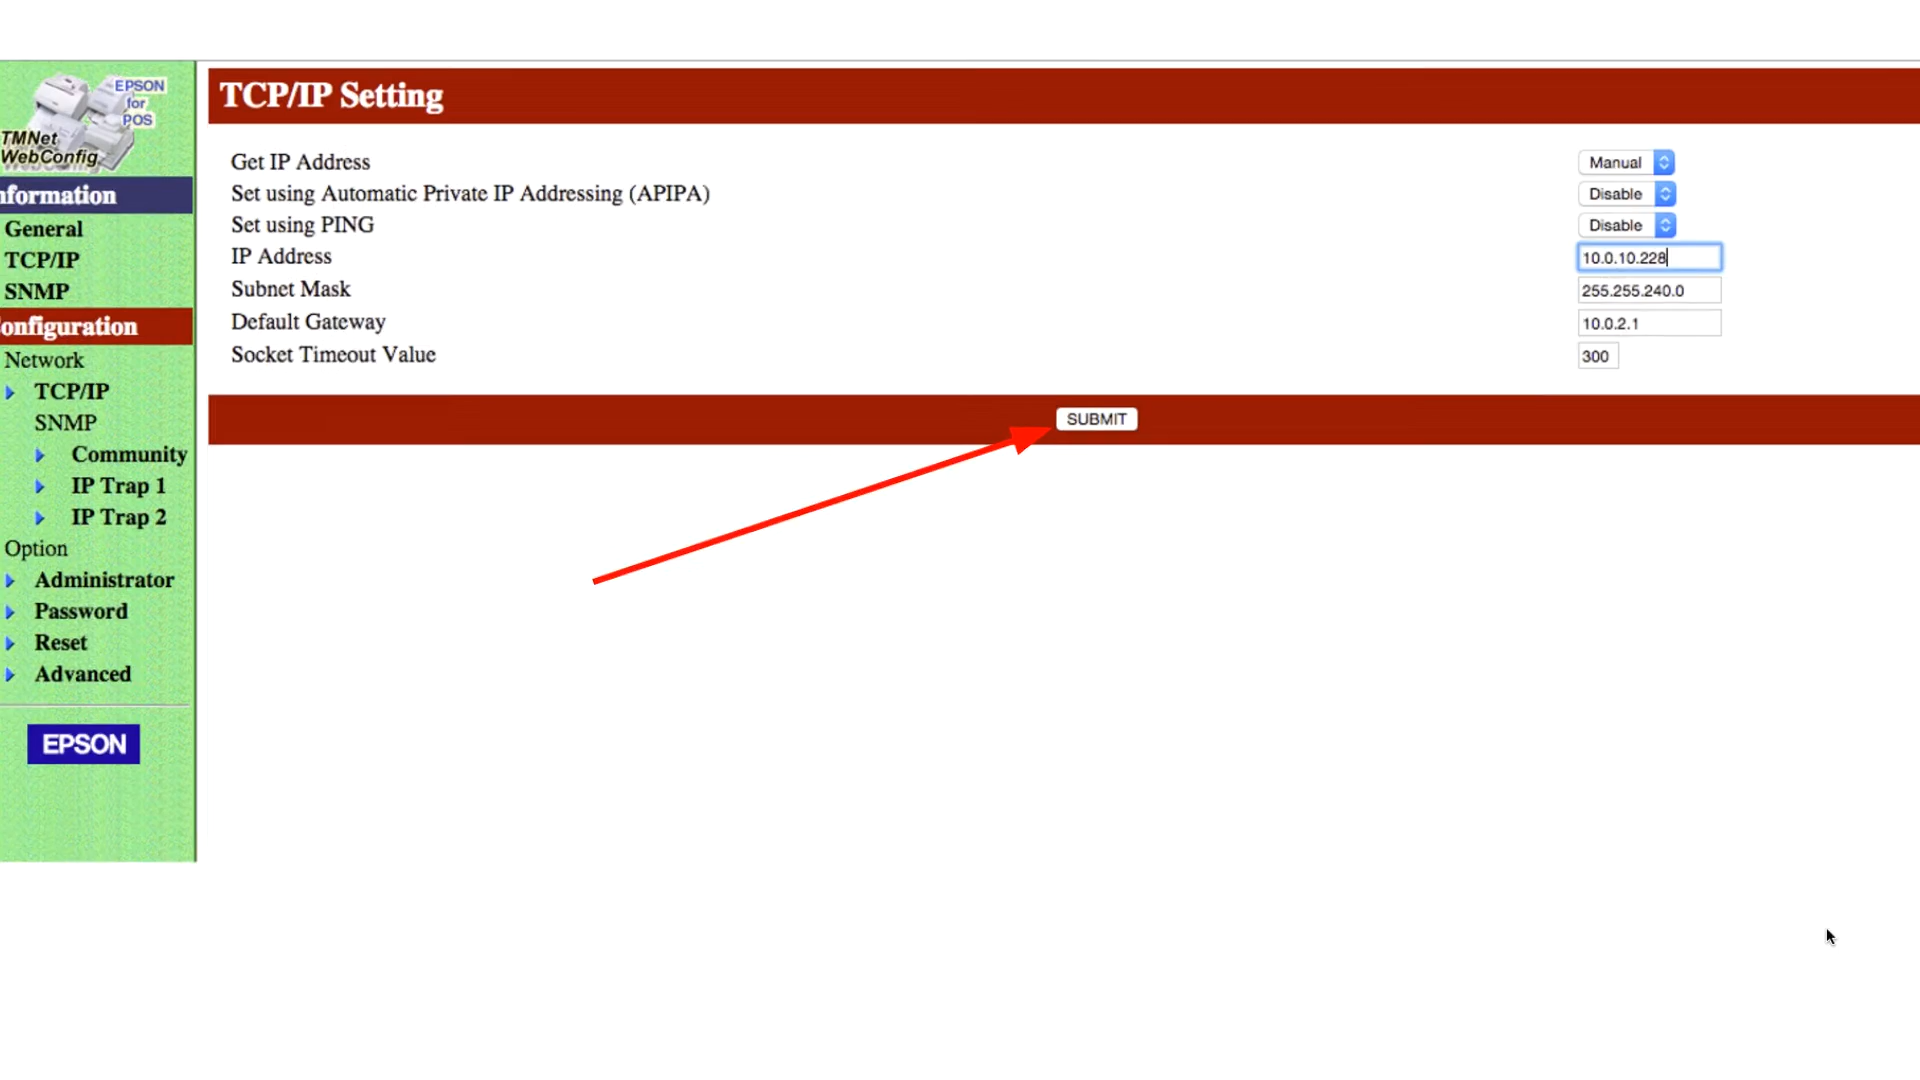 EPSON
for
POS
TMNet
WebConfig
nformation
General
TCP/IP
SNMP
onfiguration
Network
TCP/IP
SNMP
Community
IP Trap 1
IP Trap 2
Option
Administrator
Password
Reset
Advanced
EPSON
TCP/IP Setting
Get IP Address Manual
Set using Automatic Private IP Addressing (APIPA) Disable
Set using PING Disable
IP Address 10.0.10.228
Subnet Mask 255.255.240.0
Default Gateway 10.0.2.1
Socket Timeout Value 300
SUBMIT